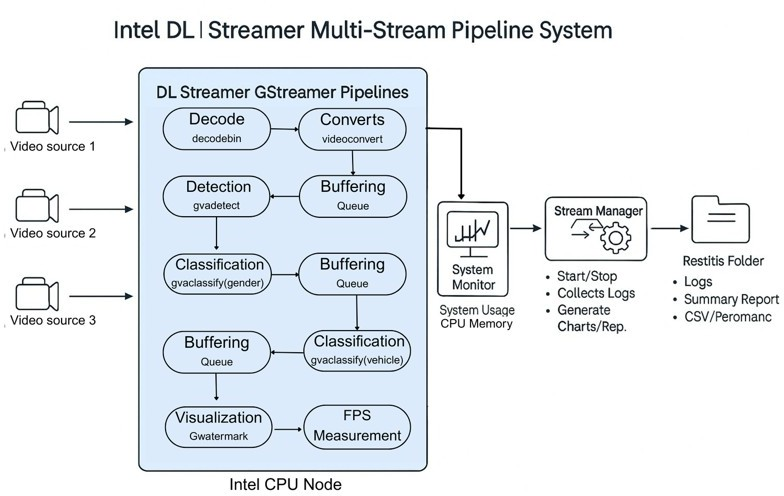 Intel DL | Streamer Multi-Stream Pipeline System
DL Streamer GStreamer Pipelines
Video source 1
Video source 2
Video source 3
Decode
decodebin
Converts
videoconvert
Detection
gvadetect
Buffering
Queue
Classification
gvaclassify(gender)
Buffering
Queue
Buffering
Queue
Classification
gvaclassify(vehicle)
Visualization
Gwatermark
FPS
Measurement
Intel CPU Node
System
Monitor
System Usage
CPU Memory
Stream Manager
• Start/Stop
• Collects Logs
• Generate
Charts/Rep.
Restitis Folder
• Logs
• Summary Report
• CSV/Peromanc